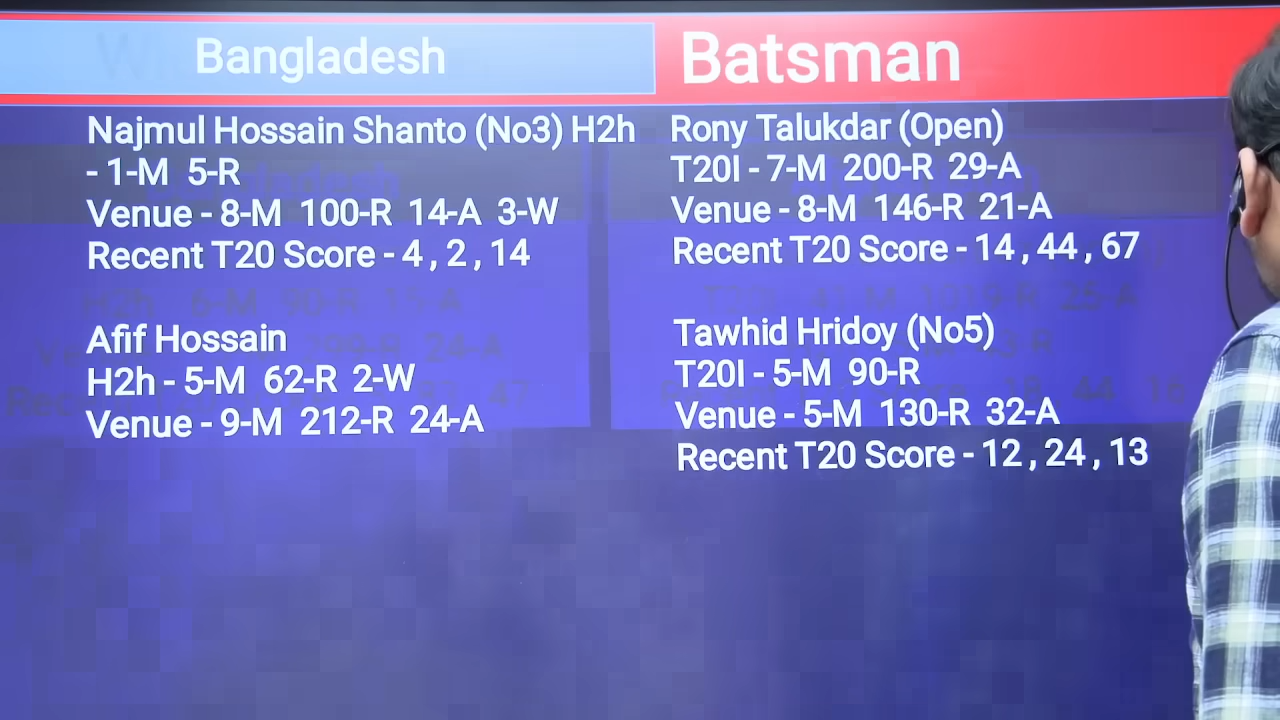 Bangladesh
Batsman
Najmul Hossain Shanto (No3) H2h
- 1-M 5-R
Venue - 8-M 100-R 14-A 3-W
Recent T20 Score - 4 , 2 , 14
Afif Hossain
H2h - 5-M 62-R 2-W
Venue - 9-M 212-R 24-A
Rony Talukdar (Open)
T20I - 7-M 200-R 29-A
Venue - 8-M 146-R 21-A
Recent T20 Score - 14 , 44 , 67
Tawhid Hridoy (No5)
T20I - 5-M 90-R
Venue - 5-M 130-R 32-A
Recent T20 Score - 12 , 24 , 13